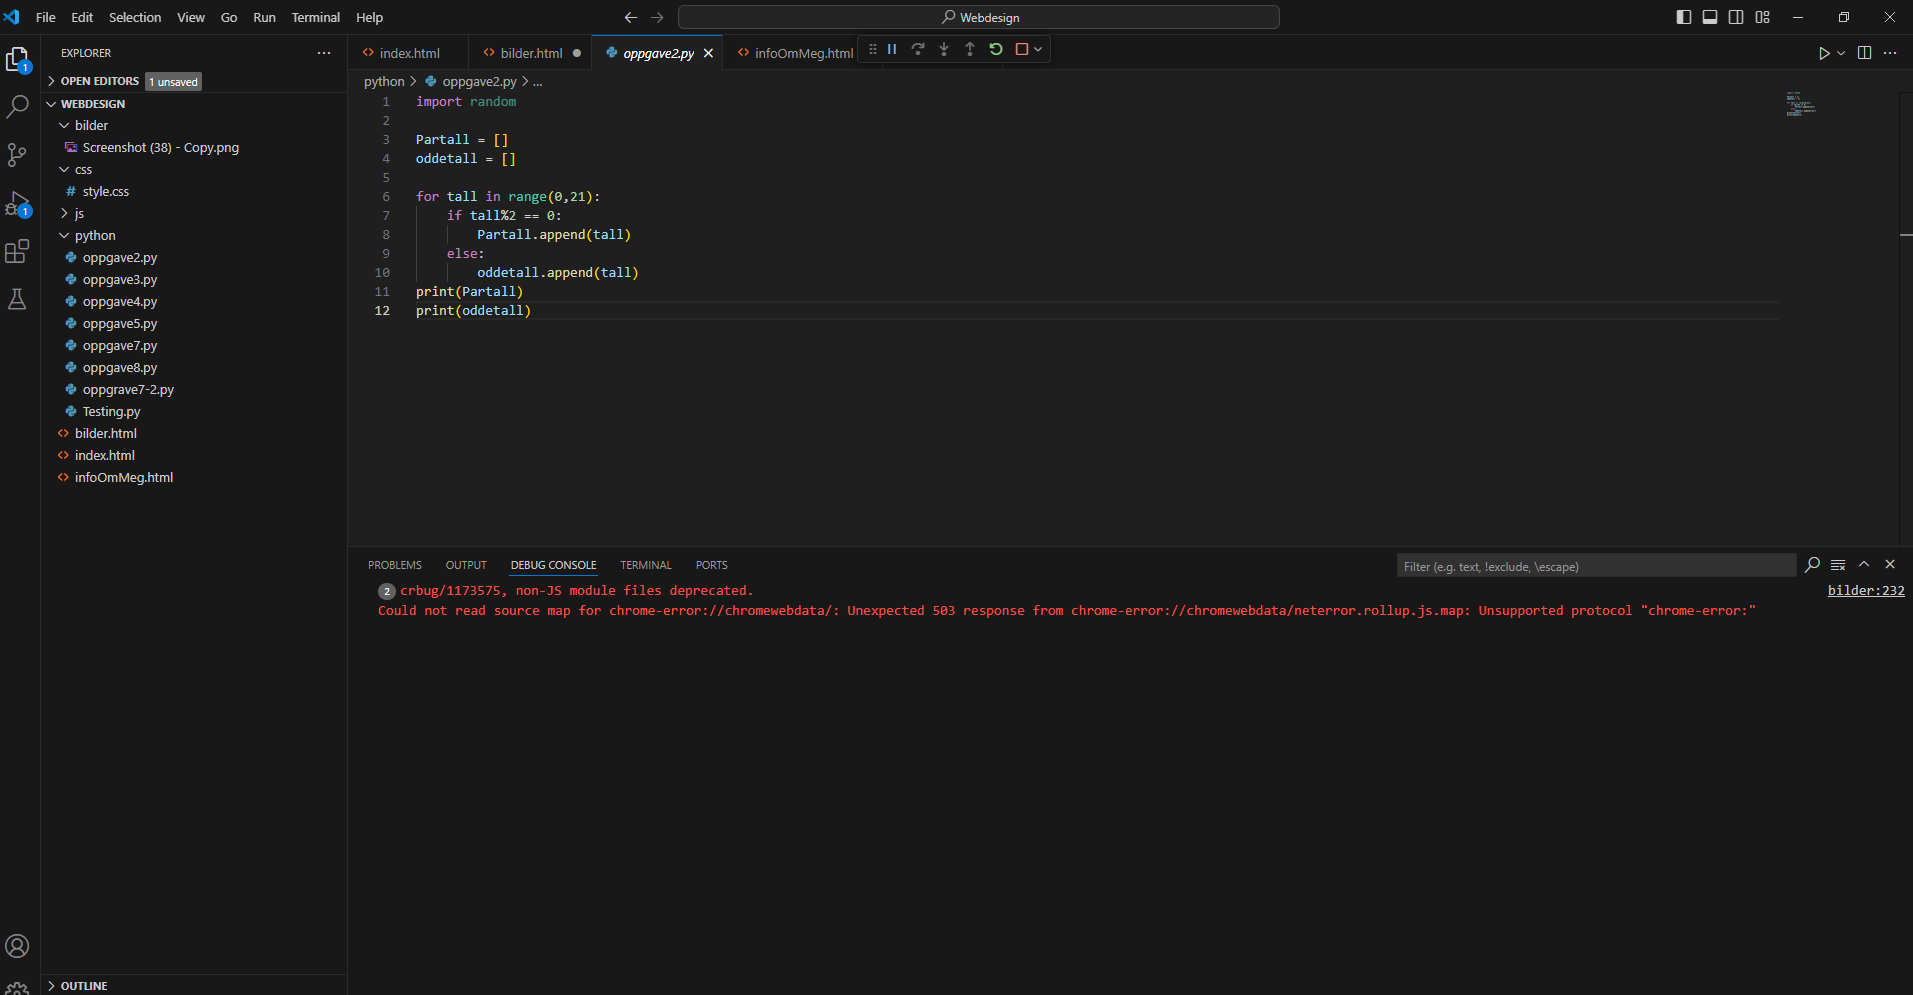 File Edit Selection View Go Run Terminal Help
Webdesign
EXPLORER
OPEN EDITORS 1 unsaved
WEBDESIGN
bilder
Screenshot (38) - Copy.png
css
# style.css
js
python
oppgave2.py
oppgave3.py
oppgave4.py
oppgave5.py
oppgave7.py
oppgave8.py
oppgrave7-2.py
Testing.py
<> bilder.html
<> index.html
<> infoOmMeg.html
OUTLINE
1
1
<> index.html
<> bilder.html
oppgave2.py
<> infoOmMeg.html
python > oppgave2.py > ...
1 import random
2
3 Partall = []
4 oddetall = []
5
6 for tall in range(0,21):
7     if tall%2 == 0:
8         Partall.append(tall)
9     else:
10         oddetall.append(tall)
11 print(Partall)
12 print(oddetall)
PROBLEMS OUTPUT DEBUG CONSOLE TERMINAL PORTS
Filter (e.g. text, !exclude, \escape)
2 crbug/1173575, non-JS module files deprecated. bilder:232
Could not read source map for chrome-error://chromewebdata/: Unexpected 503 response from chrome-error://chromewebdata/neterror.rollup.js.map: Unsupported protocol "chrome-error:"